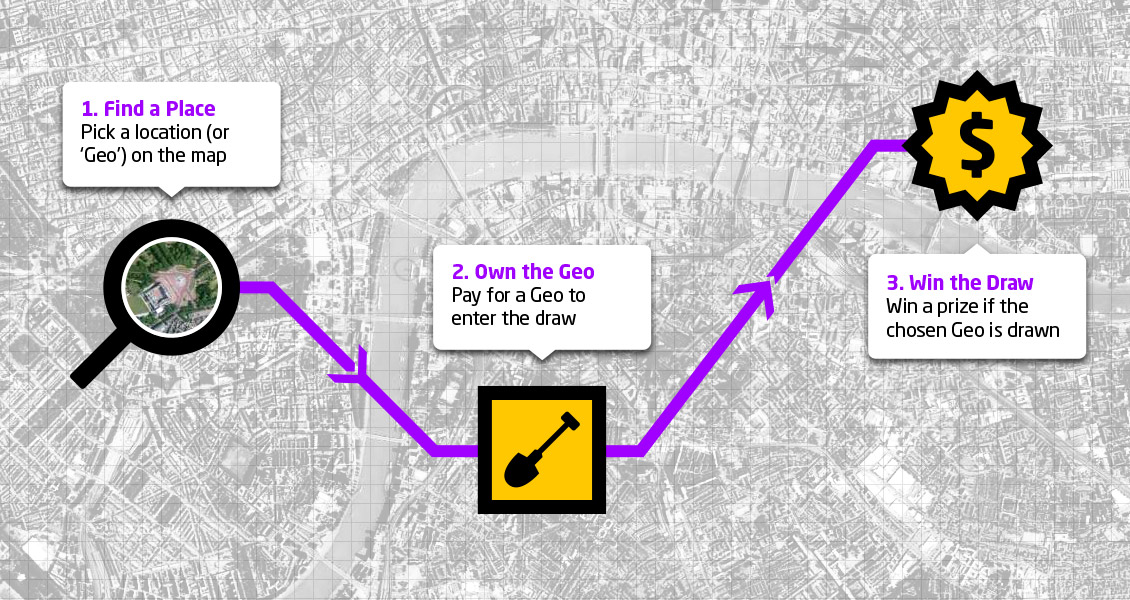 1. Find a Place
Pick a location (or
'Geo') on the map
2. Own the Geo
Pay for a Geo to
enter the draw
$
3. Win the Draw
Win a prize if the
chosen Geo is drawn